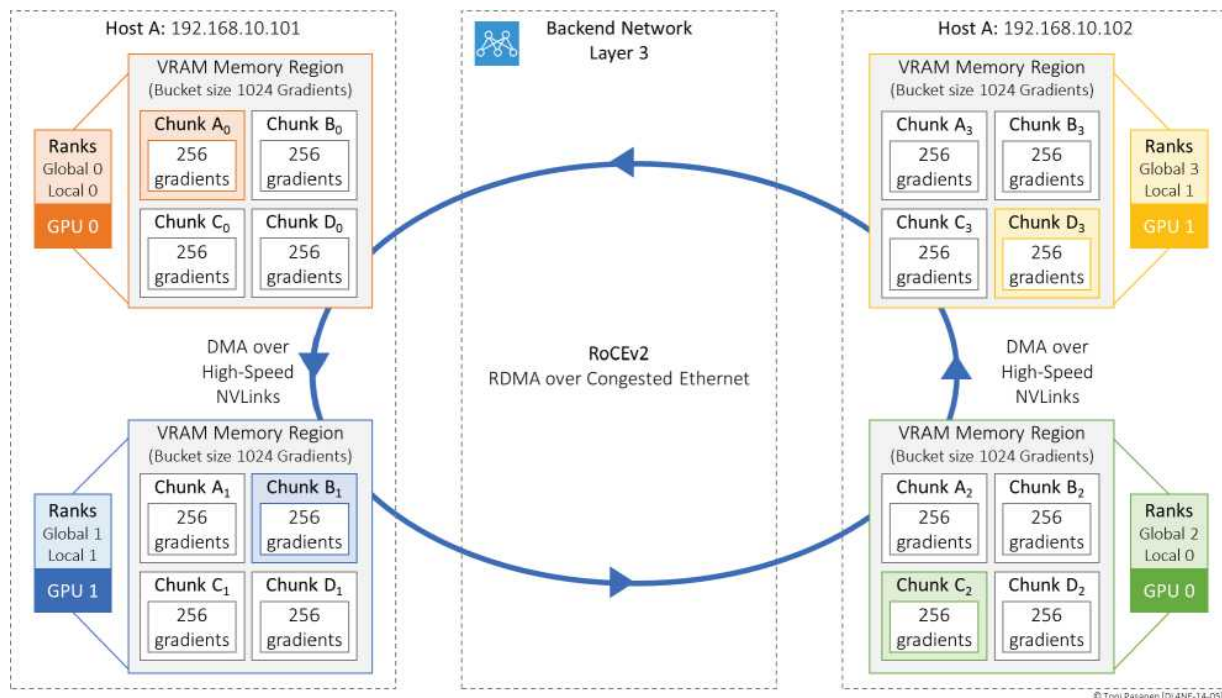 Host A: 192.168.10.101
VRAM Memory Region
(Bucket size 1024 Gradients)
Chunk A₀
256
gradients
Chunk B₀
256
gradients
Chunk C₀
256
gradients
Chunk D₀
256
gradients
Ranks
Global 0
Local 0
GPU 0
DMA over
High-Speed
NVLinks
VRAM Memory Region
(Bucket size 1024 Gradients)
Chunk A₁
256
gradients
Chunk B₁
256
gradients
Chunk C₁
256
gradients
Chunk D₁
256
gradients
Ranks
Global 1
Local 1
GPU 1
Backend Network
Layer 3
RoCEv2
RDMA over Congested Ethernet
Host A: 192.168.10.102
VRAM Memory Region
(Bucket size 1024 Gradients)
Chunk A₃
256
gradients
Chunk B₃
256
gradients
Chunk C₃
256
gradients
Chunk D₃
256
gradients
Ranks
Global 3
Local 1
GPU 1
DMA over
High-Speed
NVLinks
VRAM Memory Region
(Bucket size 1024 Gradients)
Chunk A₂
256
gradients
Chunk B₂
256
gradients
Chunk C₂
256
gradients
Chunk D₂
256
gradients
Ranks
Global 2
Local 0
GPU 0
© Toni Pasanen [DL4NE-14-05]